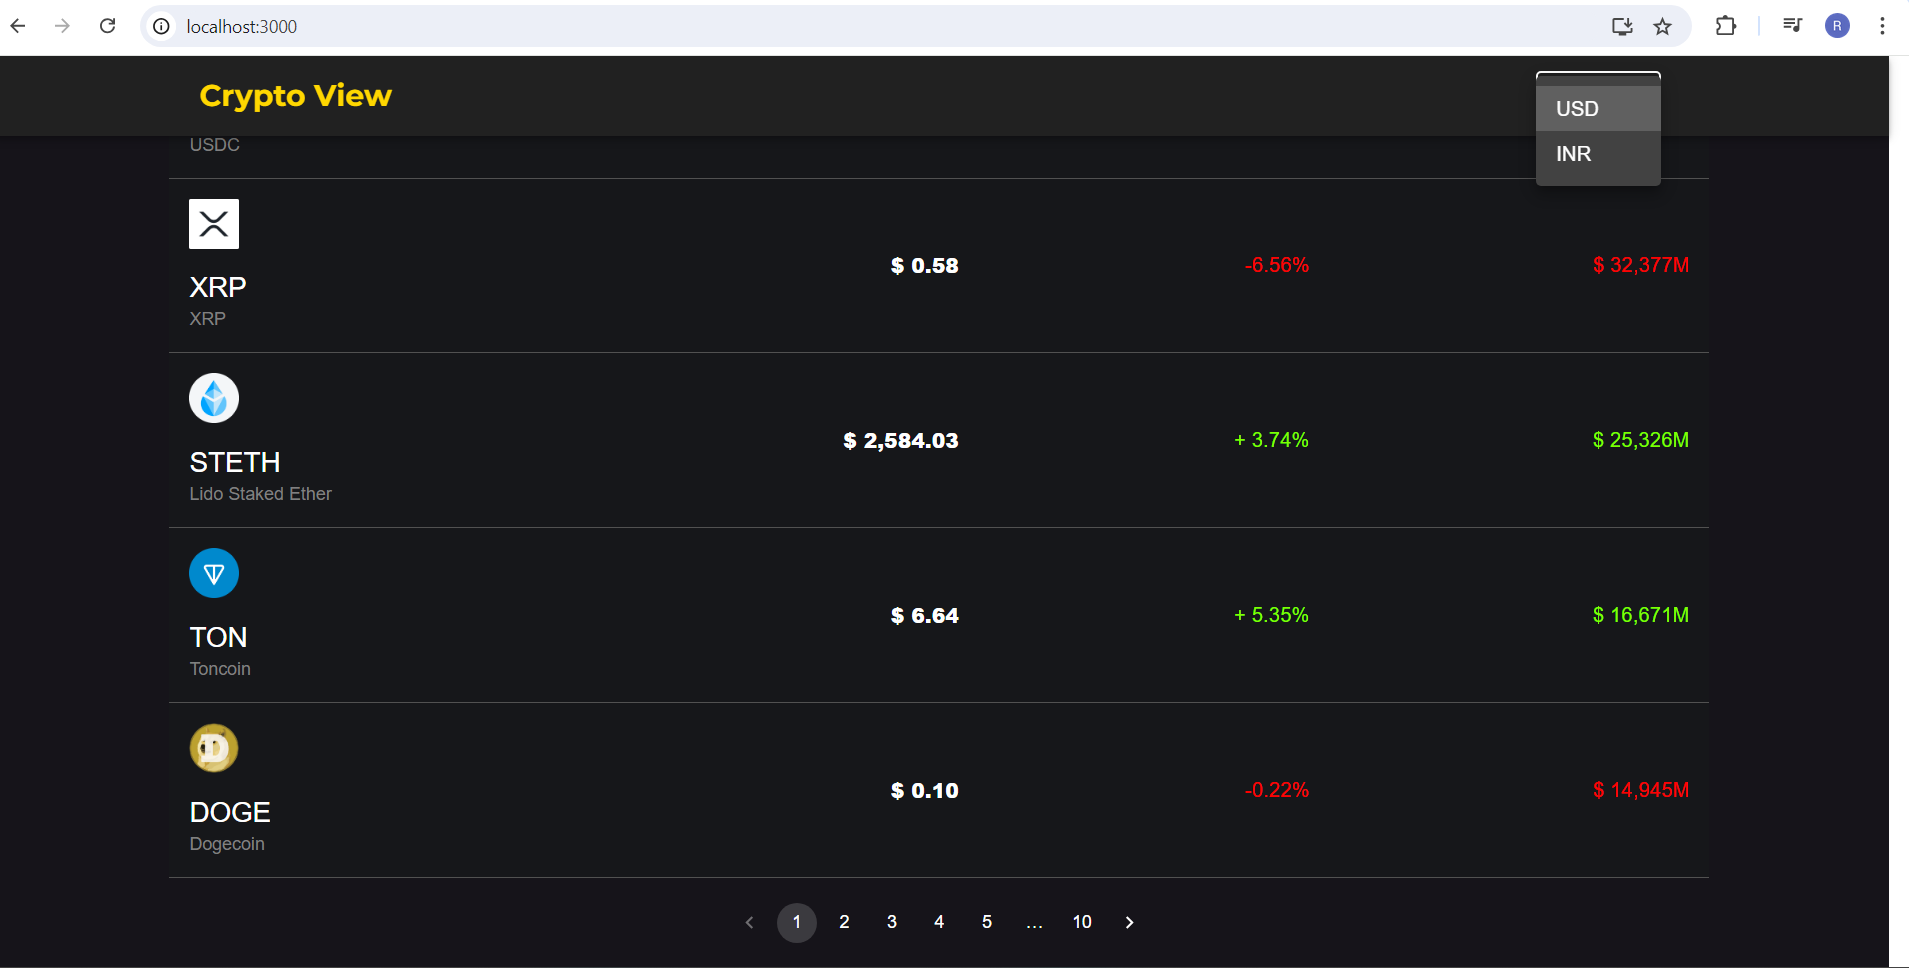 localhost:3000
R
Crypto View
USD
INR
USDC
XRP
XRP
$ 0.58
-6.56%
$ 32,377M
STETH
Lido Staked Ether
$ 2,584.03
+ 3.74%
$ 25,326M
TON
Toncoin
$ 6.64
+ 5.35%
$ 16,671M
DOGE
Dogecoin
$ 0.10
-0.22%
$ 14,945M
1 2 3 4 5 … 10